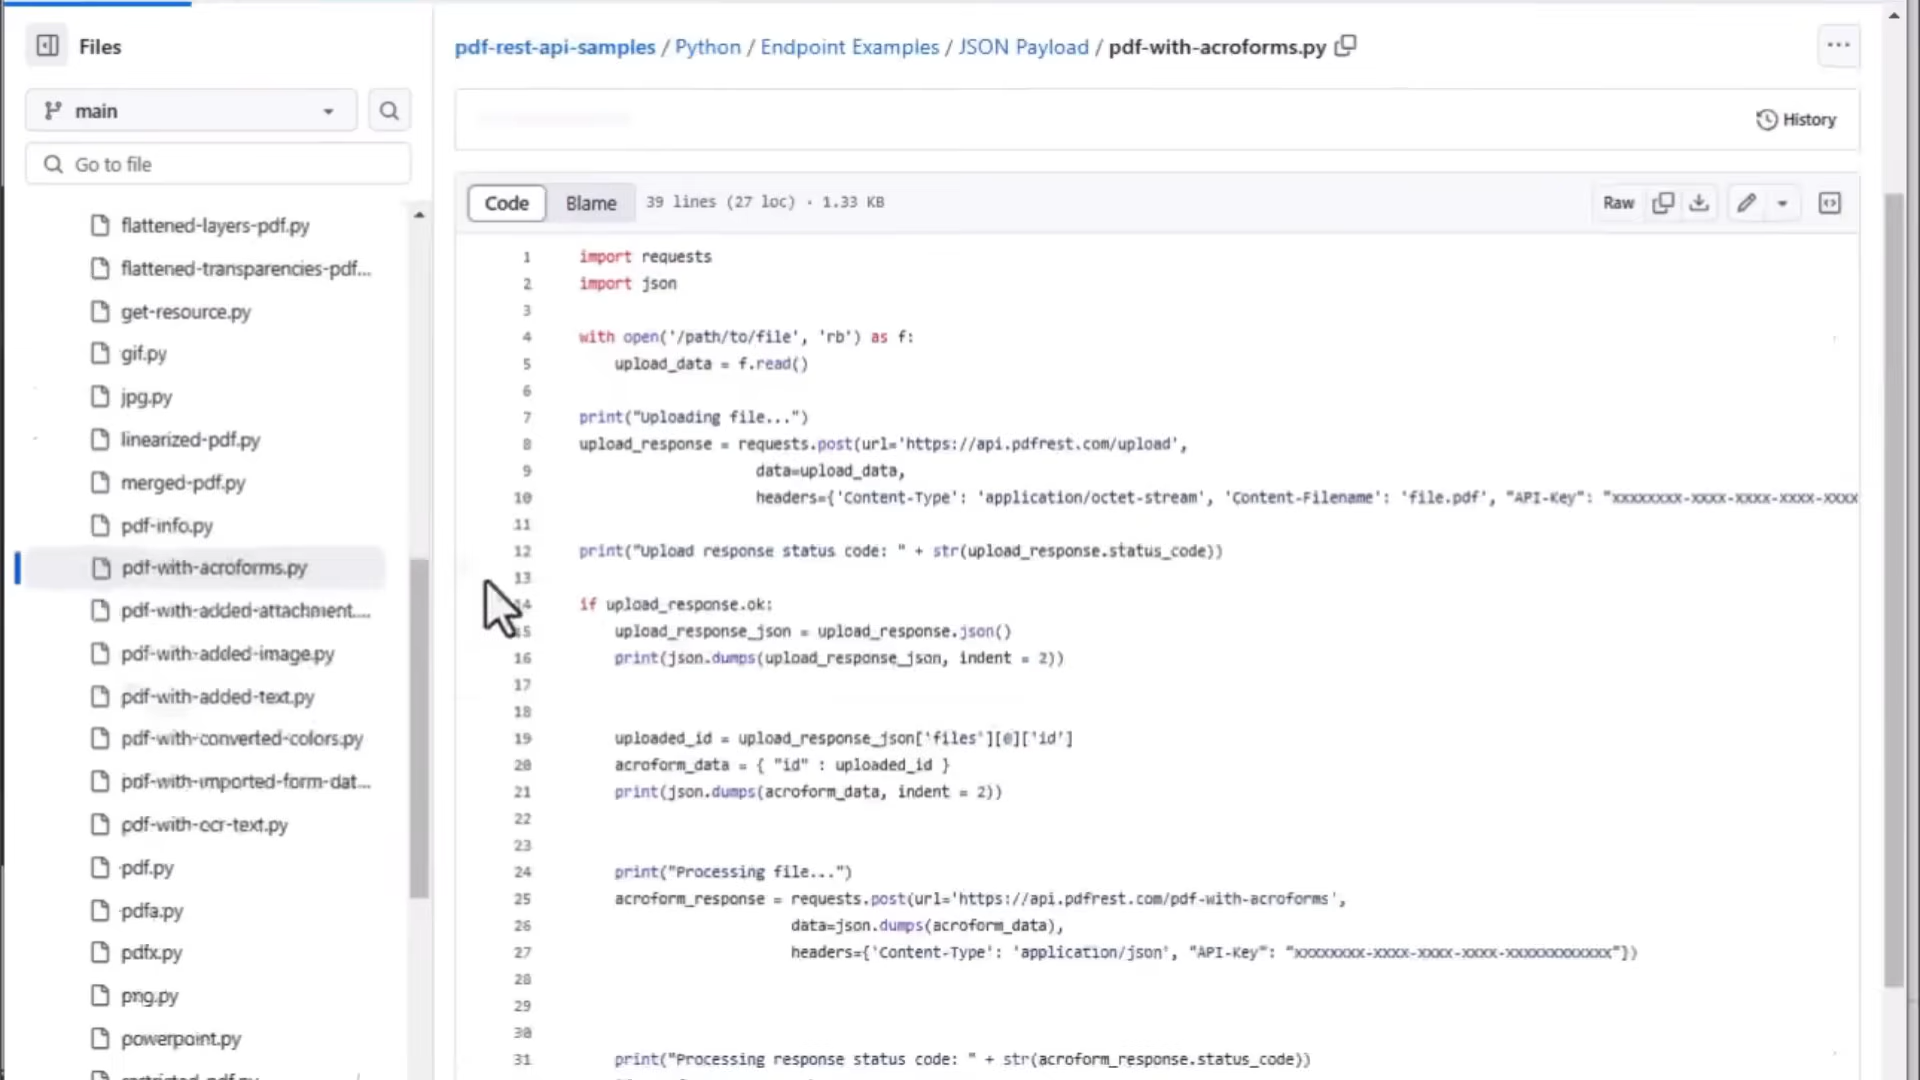 Files
main
Go to file
flattened-layers-pdf.py
flattened-transparencies-pdf...
get-resource.py
gif.py
jpg.py
linearized-pdf.py
merged-pdf.py
pdf-info.py
pdf-with-acroforms.py
pdf-with-added-attachment....
pdf-with-added-image.py
pdf-with-added-text.py
pdf-with-converted-colors.py
pdf-with-imported-form-dat...
pdf-with-ocr-text.py
pdf.py
pdfa.py
pdfx.py
png.py
powerpoint.py
restricted-pdf.py
pdf-rest-api-samples / Python / Endpoint Examples / JSON Payload / pdf-with-acroforms.py
History
Code Blame 39 lines (27 loc) · 1.33 KB Raw
1 import requests
2 import json
3
4 with open('/path/to/file', 'rb') as f:
5 upload_data = f.read()
6
7 print("Uploading file...")
8 upload_response = requests.post(url='https://api.pdfrest.com/upload',
9 data=upload_data,
10 headers={'Content-Type': 'application/octet-stream', 'Content-Filename': 'file.pdf', "API-Key": "xxxxxxxx-xxxx-xxxx-xxxx-xxxx
11
12 print("Upload response status code: " + str(upload_response.status_code))
13
14 if upload_response.ok:
15 upload_response_json = upload_response.json()
16 print(json.dumps(upload_response_json, indent = 2))
17
18
19 uploaded_id = upload_response_json['files'][0]['id']
20 acroform_data = { "id" : uploaded_id }
21 print(json.dumps(acroform_data, indent = 2))
22
23
24 print("Processing file...")
25 acroform_response = requests.post(url='https://api.pdfrest.com/pdf-with-acroforms',
26 data=json.dumps(acroform_data),
27 headers={'Content-Type': 'application/json', "API-Key": "xxxxxxxx-xxxx-xxxx-xxxx-xxxxxxxxxxxx"})
28
29
30
31 print("Processing response status code: " + str(acroform_response.status_code))